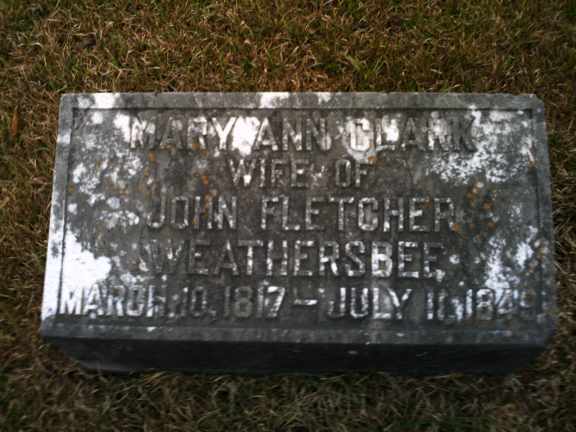 MARY ANN CLARK
WIFE OF
JOHN FLETCHER
WEATHERSBEE
MARCH 10, 1817 — JULY 11, 1849